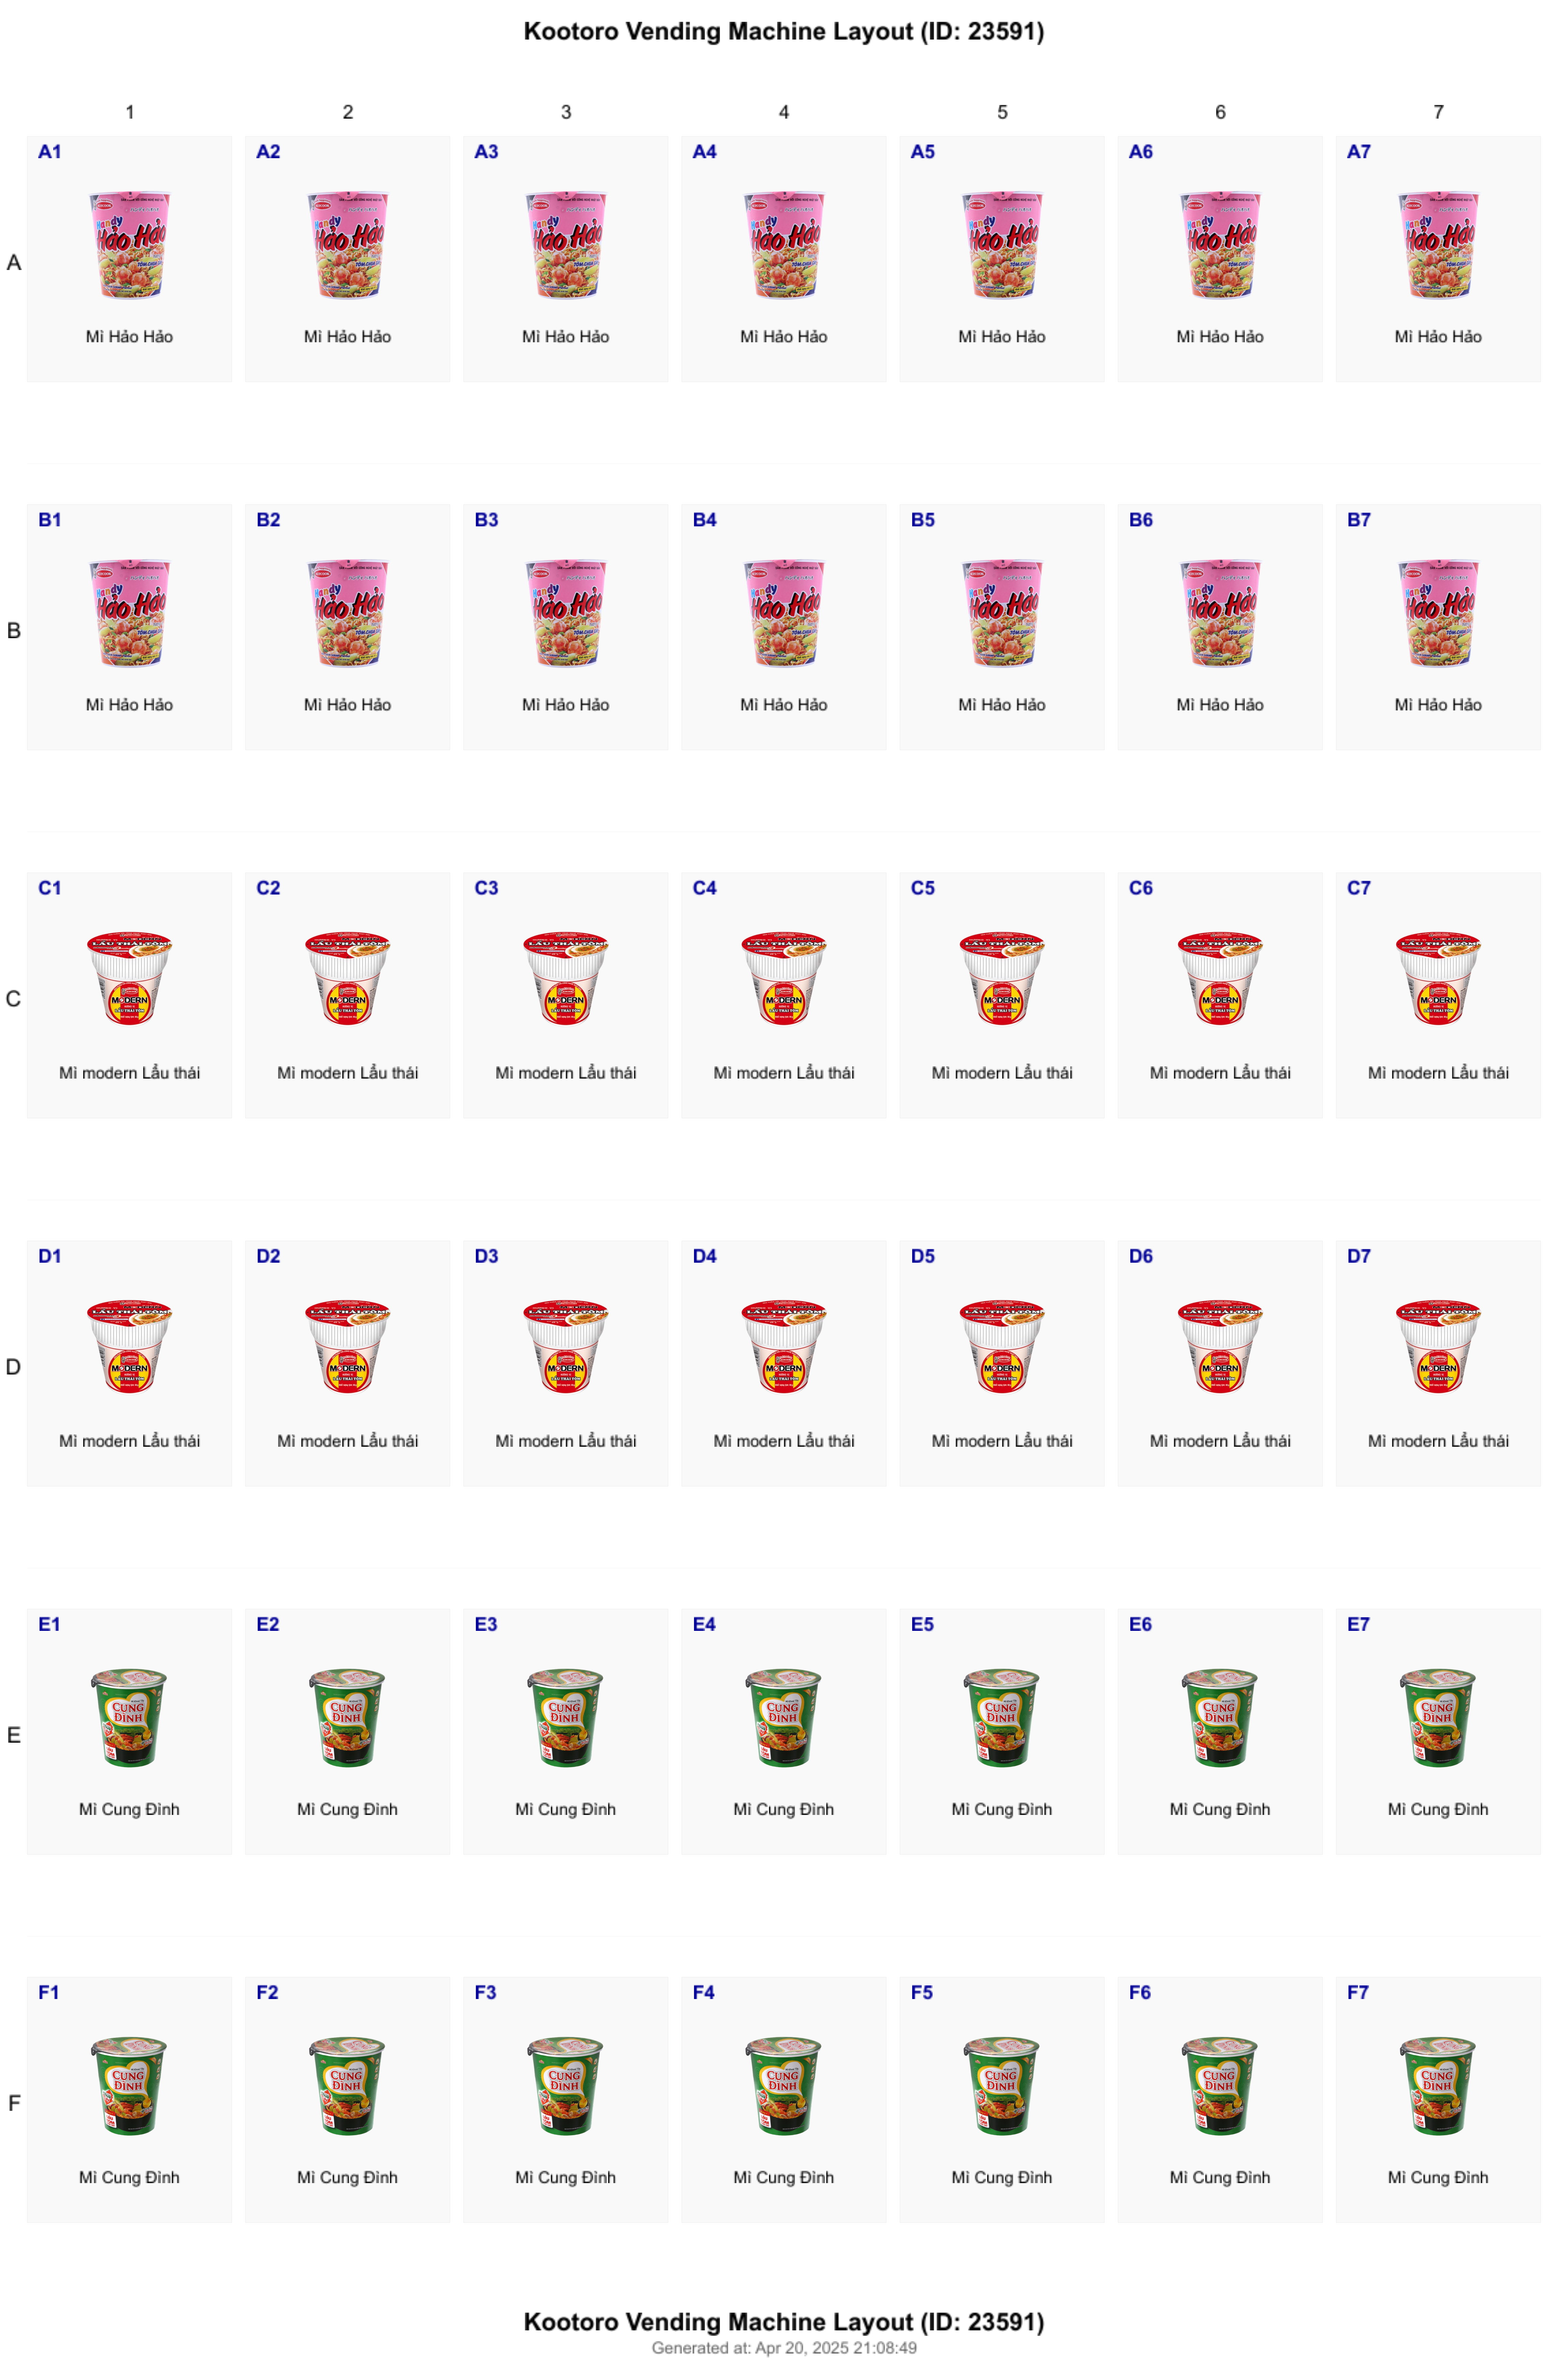 Kootoro Vending Machine Layout (ID: 23591)
1 2 3 4 5 6 7
A
A1 A2 A3 A4 A5 A6 A7
Handy Hảo Hảo Handy Hảo Hảo Handy Hảo Hảo Handy Hảo Hảo Handy Hảo Hảo Handy Hảo Hảo Handy Hảo Hảo
Mì Hảo Hảo Mì Hảo Hảo Mì Hảo Hảo Mì Hảo Hảo Mì Hảo Hảo Mì Hảo Hảo Mì Hảo Hảo
B
B1 B2 B3 B4 B5 B6 B7
Handy Hảo Hảo Handy Hảo Hảo Handy Hảo Hảo Handy Hảo Hảo Handy Hảo Hảo Handy Hảo Hảo Handy Hảo Hảo
Mì Hảo Hảo Mì Hảo Hảo Mì Hảo Hảo Mì Hảo Hảo Mì Hảo Hảo Mì Hảo Hảo Mì Hảo Hảo
C
C1 C2 C3 C4 C5 C6 C7
MODERN MODERN MODERN MODERN MODERN MODERN MODERN
Mì modern Lẩu thái Mì modern Lẩu thái Mì modern Lẩu thái Mì modern Lẩu thái Mì modern Lẩu thái Mì modern Lẩu thái Mì modern Lẩu thái
D
D1 D2 D3 D4 D5 D6 D7
MODERN MODERN MODERN MODERN MODERN MODERN MODERN
Mì modern Lẩu thái Mì modern Lẩu thái Mì modern Lẩu thái Mì modern Lẩu thái Mì modern Lẩu thái Mì modern Lẩu thái Mì modern Lẩu thái
E
E1 E2 E3 E4 E5 E6 E7
CUNG ĐÌNH CUNG ĐÌNH CUNG ĐÌNH CUNG ĐÌNH CUNG ĐÌNH CUNG ĐÌNH CUNG ĐÌNH
Mì Cung Đình Mì Cung Đình Mì Cung Đình Mì Cung Đình Mì Cung Đình Mì Cung Đình Mì Cung Đình
F
F1 F2 F3 F4 F5 F6 F7
CUNG ĐÌNH CUNG ĐÌNH CUNG ĐÌNH CUNG ĐÌNH CUNG ĐÌNH CUNG ĐÌNH CUNG ĐÌNH
Mì Cung Đình Mì Cung Đình Mì Cung Đình Mì Cung Đình Mì Cung Đình Mì Cung Đình Mì Cung Đình
Kootoro Vending Machine Layout (ID: 23591)
Generated at: Apr 20, 2025 21:08:49